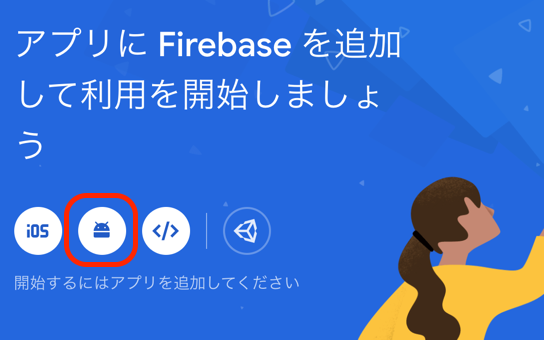 アプリに Firebase を追加
して利用を開始しましょ
う
iOS </>
開始するにはアプリを追加してください